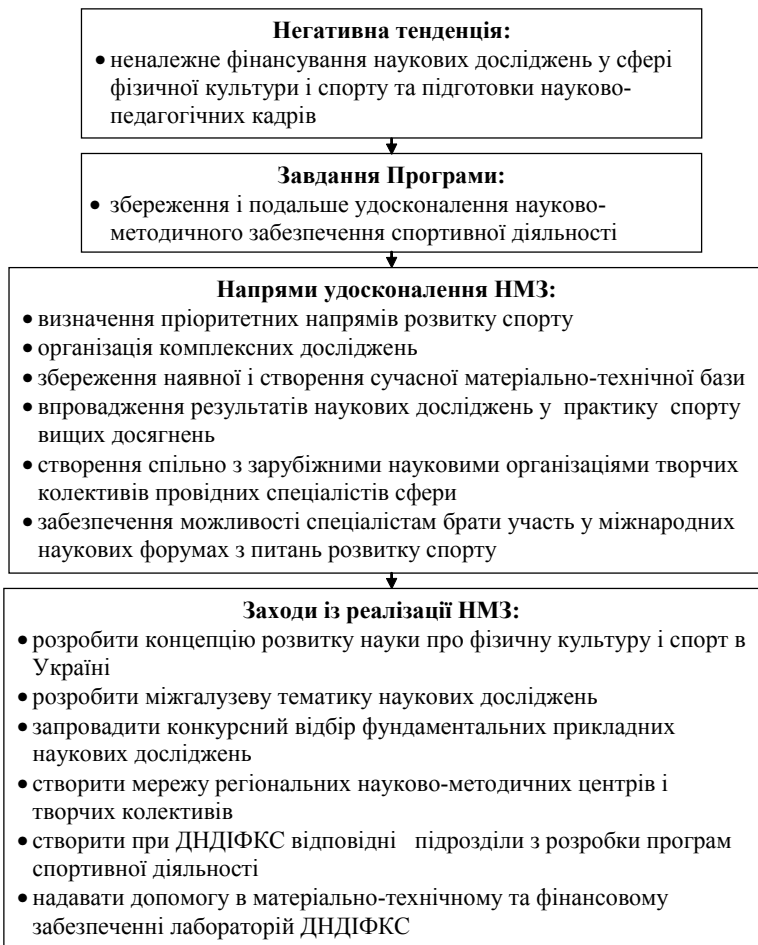 Негативна тенденція:
• неналежне фінансування наукових досліджень у сфері
фізичної культури і спорту та підготовки науково-
педагогічних кадрів
Завдання Програми:
• збереження і подальше удосконалення науково-
методичного забезпечення спортивної діяльності
Напрями удосконалення НМЗ:
• визначення пріоритетних напрямів розвитку спорту
• організація комплексних досліджень
• збереження наявної і створення сучасної матеріально-технічної бази
• впровадження результатів наукових досліджень у практику спорту
вищих досягнень
• створення спільно з зарубіжними науковими організаціями творчих
колективів провідних спеціалістів сфери
• забезпечення можливості спеціалістам брати участь у міжнародних
наукових форумах з питань розвитку спорту
Заходи із реалізації НМЗ:
• розробити концепцію розвитку науки про фізичну культуру і спорт в
Україні
• розробити міжгалузеву тематику наукових досліджень
• запровадити конкурсний відбір фундаментальних прикладних
наукових досліджень
• створити мережу регіональних науково-методичних центрів і
творчих колективів
• створити при ДНДІФКС відповідні підрозділи з розробки програм
спортивної діяльності
• надавати допомогу в матеріально-технічному та фінансовому
забезпеченні лабораторій ДНДІФКС